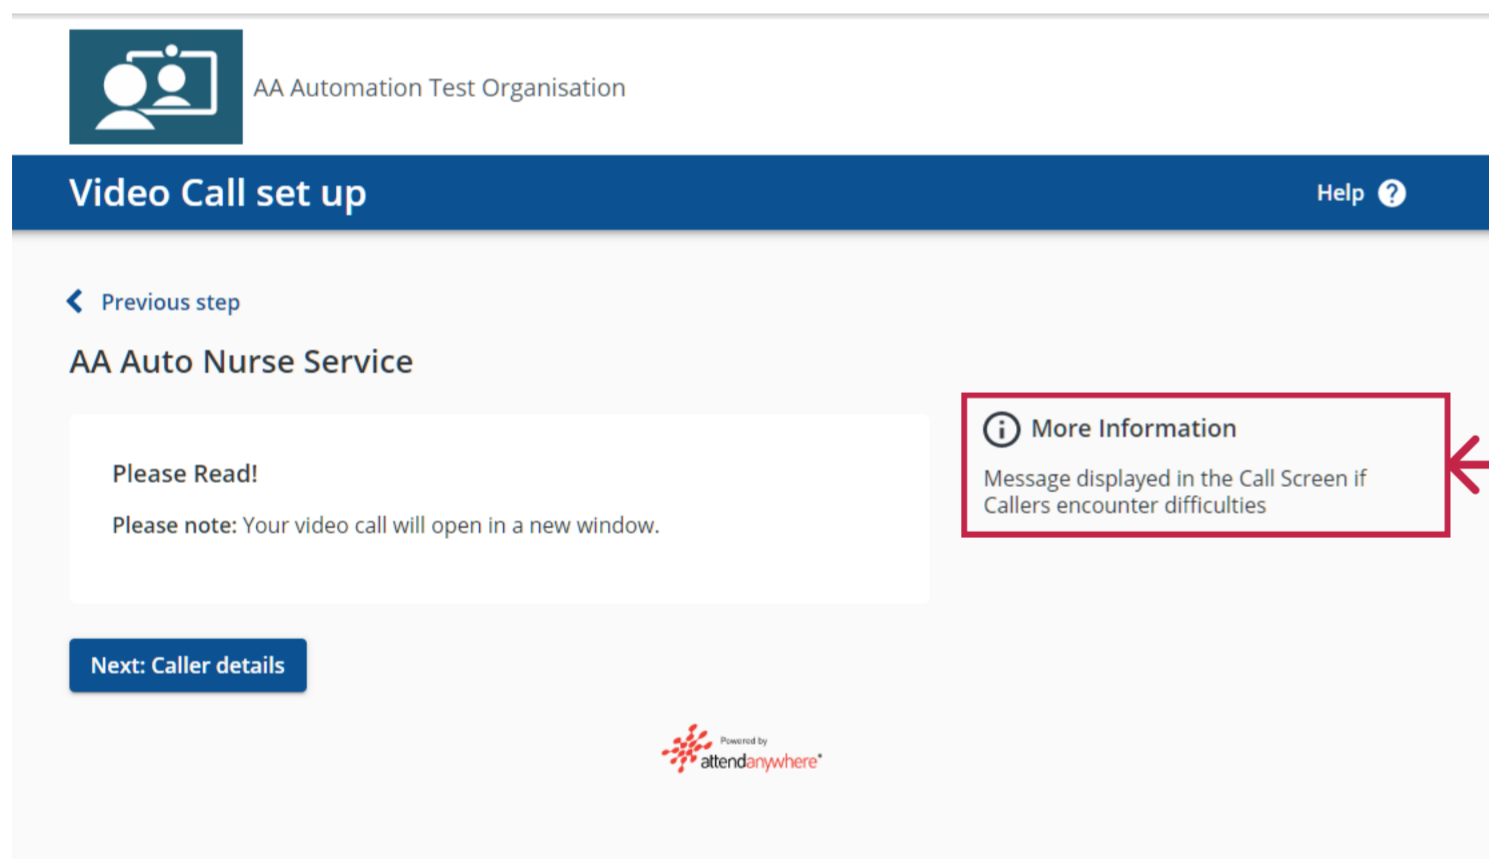 AA Automation Test Organisation
Video Call set up
Help ?
Previous step
AA Auto Nurse Service
Please Read!
Please note: Your video call will open in a new window.
More Information
Message displayed in the Call Screen if
Callers encounter difficulties
Next: Caller details
Powered by
attendanywhere